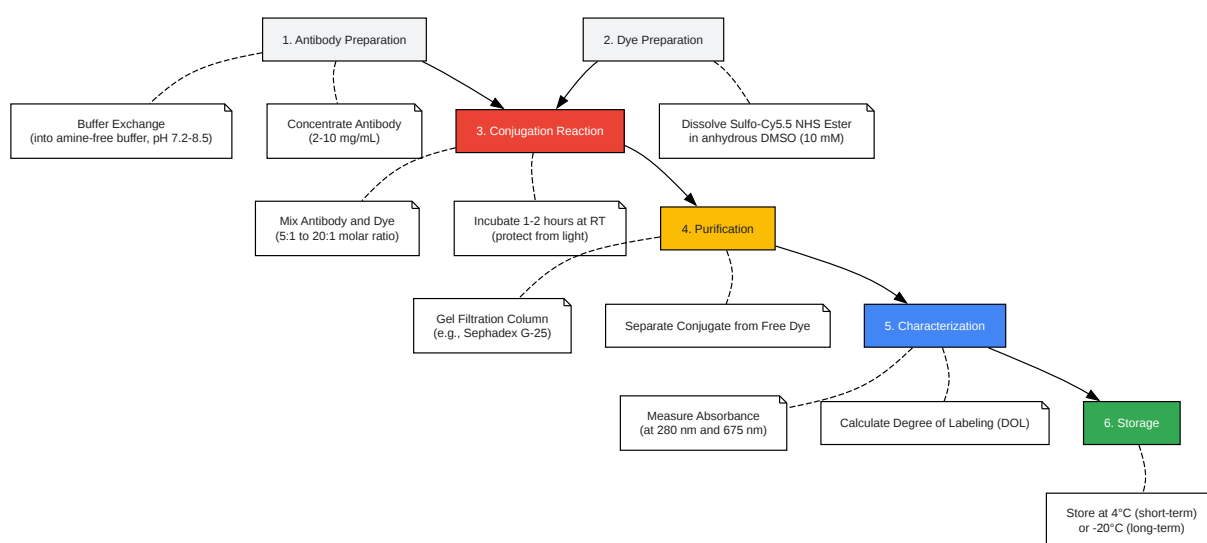 1. Antibody Preparation
2. Dye Preparation
Buffer Exchange
(into amine-free buffer, pH 7.2-8.5)
Concentrate Antibody
(2-10 mg/mL)
3. Conjugation Reaction
Dissolve Sulfo-Cy5.5 NHS Ester
in anhydrous DMSO (10 mM)
Mix Antibody and Dye
(5:1 to 20:1 molar ratio)
Incubate 1-2 hours at RT
(protect from light)
4. Purification
Gel Filtration Column
(e.g., Sephadex G-25)
Separate Conjugate from Free Dye
5. Characterization
Measure Absorbance
(at 280 nm and 675 nm)
Calculate Degree of Labeling (DOL)
6. Storage
Store at 4°C (short-term)
or -20°C (long-term)